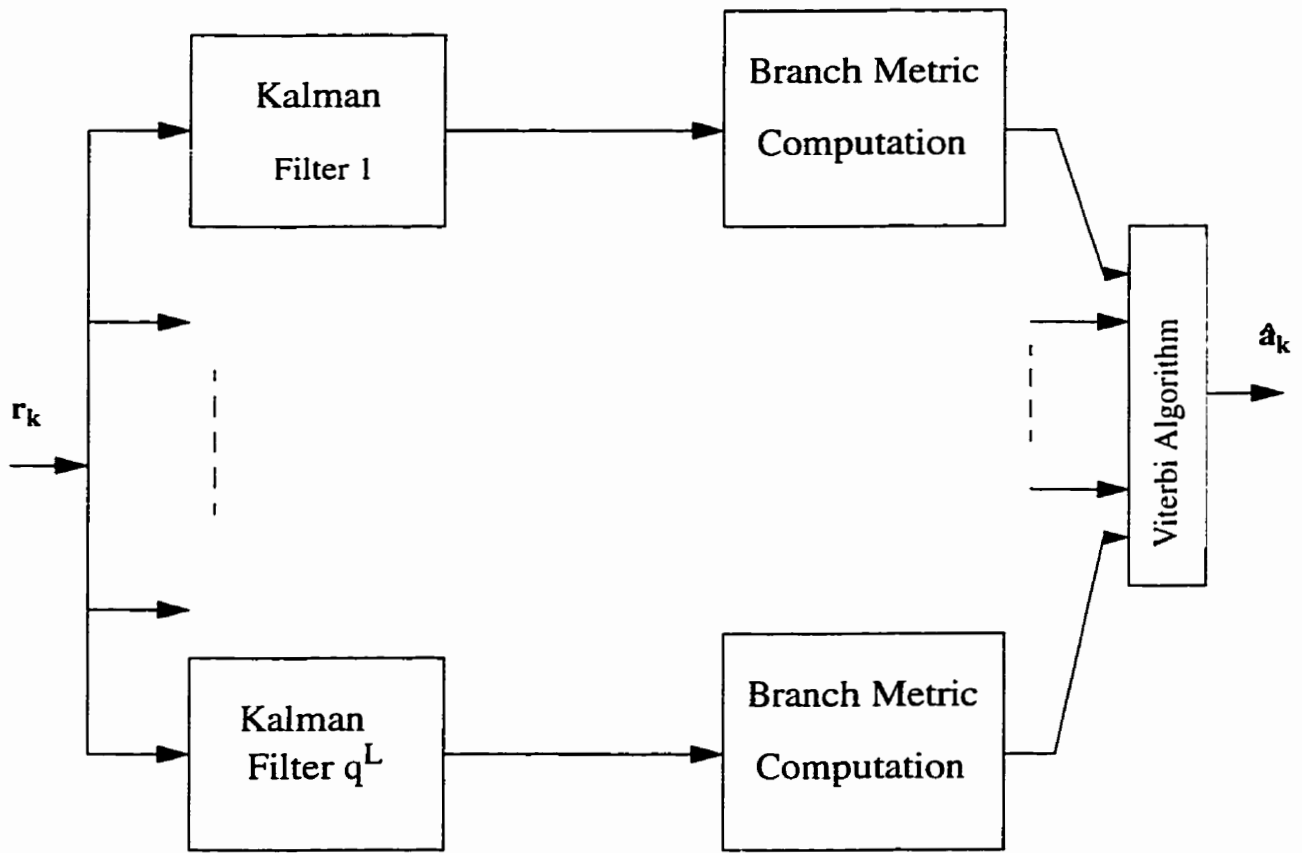 Kalman
Filter 1
Branch Metric
Computation
r_k
Viterbi Algorithm
â_k
Kalman
Filter q^L
Branch Metric
Computation